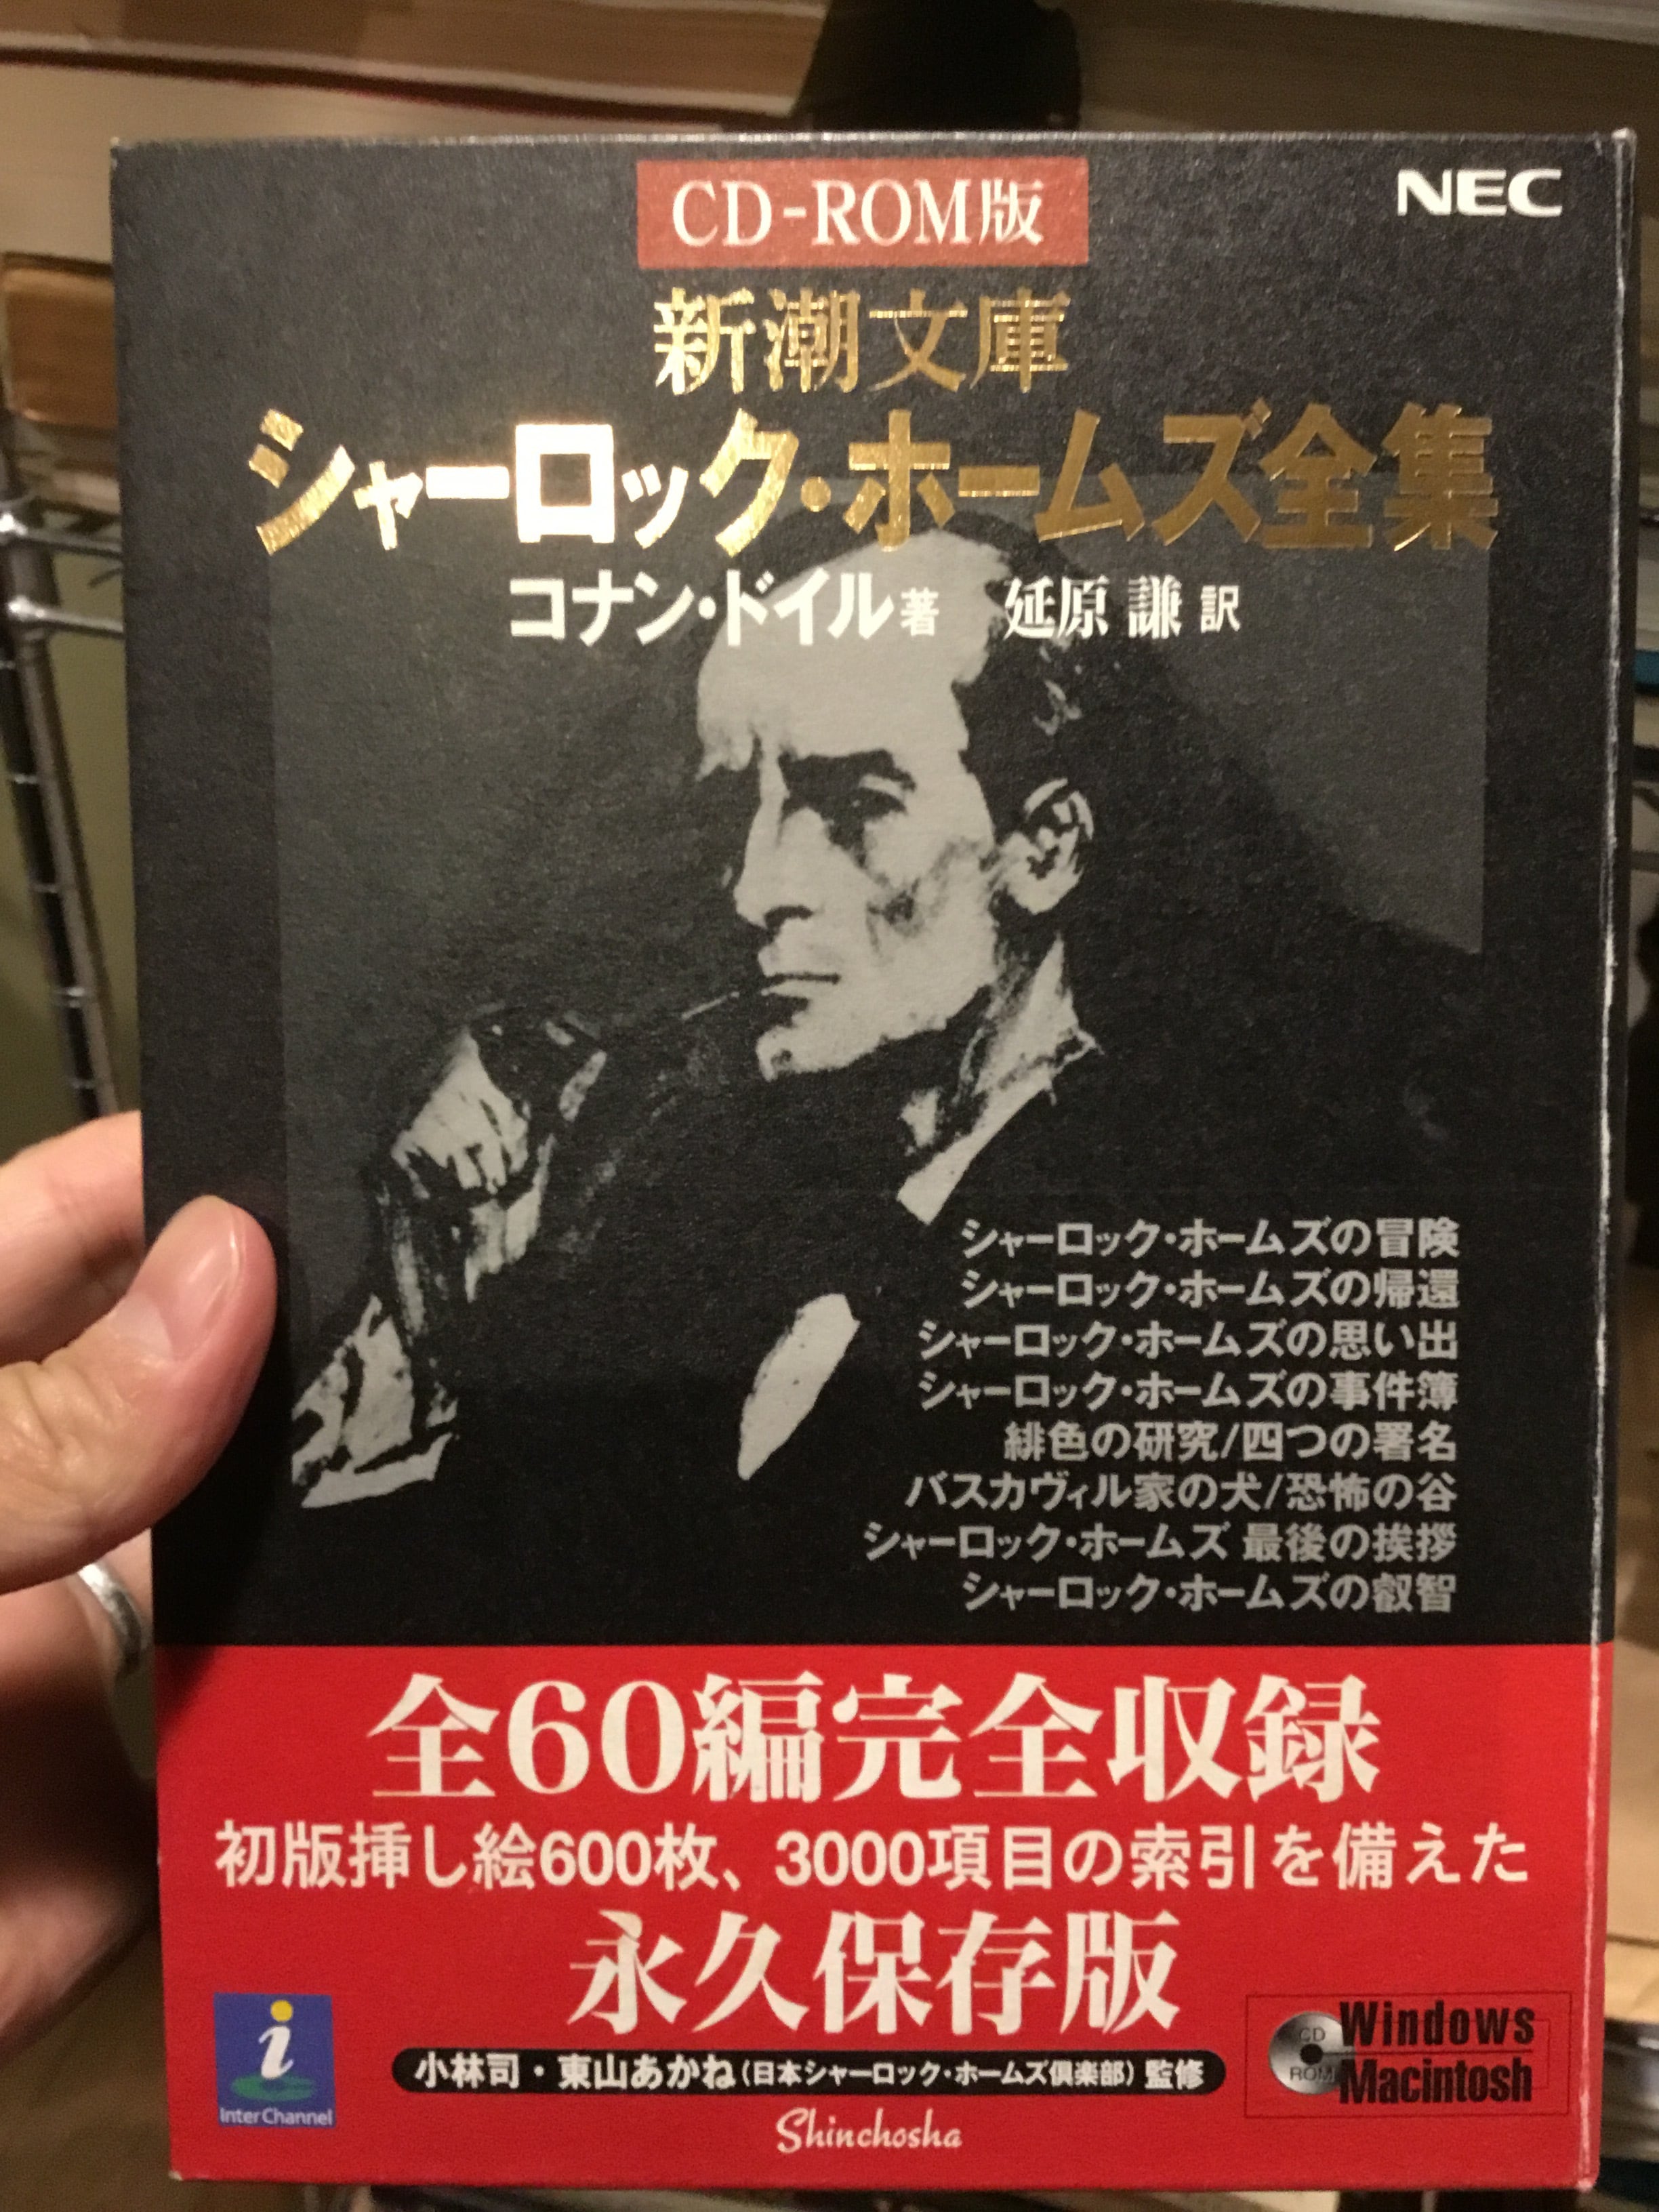 CD-ROM版
NEC
新潮文庫
シャーロック・ホームズ全集
コナン・ドイル著 延原 謙 訳
シャーロック・ホームズの冒険
シャーロック・ホームズの帰還
シャーロック・ホームズの思い出
シャーロック・ホームズの事件簿
緋色の研究/四つの署名
バスカヴィル家の犬/恐怖の谷
シャーロック・ホームズ 最後の挨拶
シャーロック・ホームズの叡智
全60編完全収録
初版挿し絵600枚、3000項目の索引を備えた
永久保存版
i
InterChannel
小林司・東山あかね(日本シャーロック・ホームズ倶楽部)監修
Shinchosha
CD
ROM
Windows
Macintosh